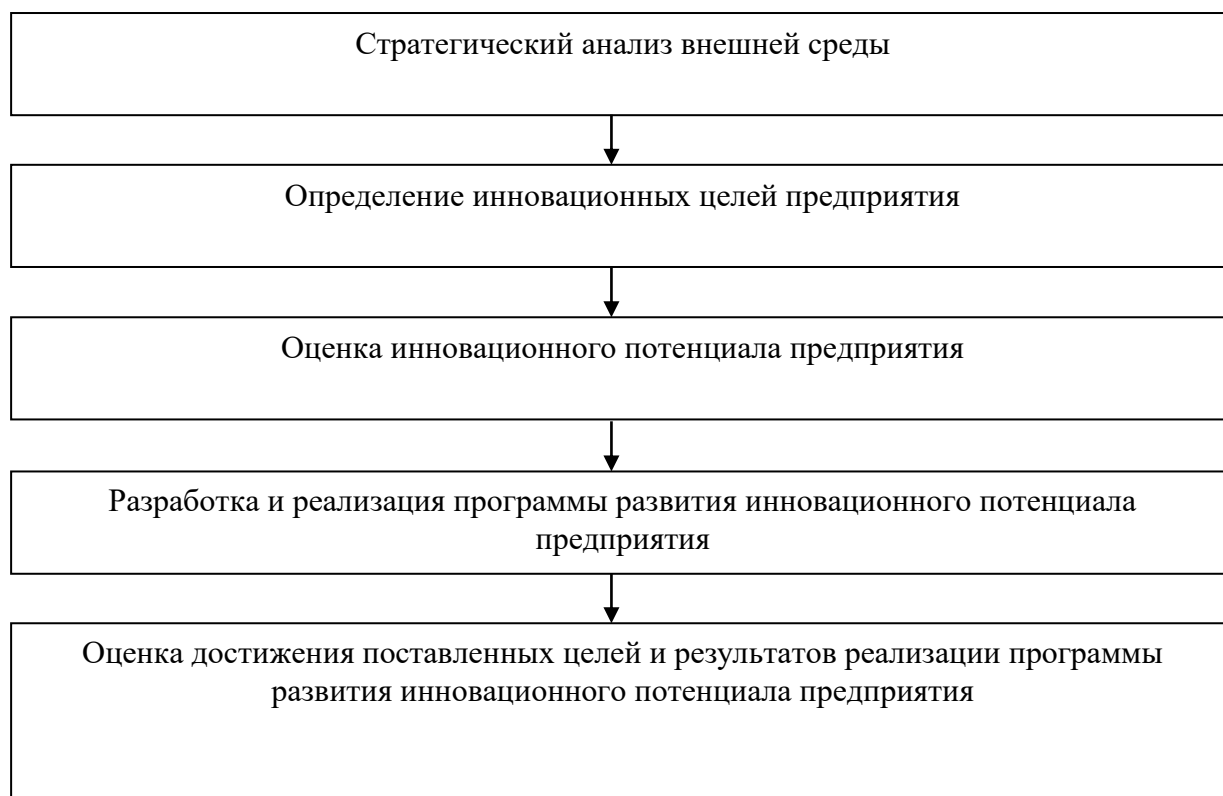 Стратегический анализ внешней среды
Определение инновационных целей предприятия
Оценка инновационного потенциала предприятия
Разработка и реализация программы развития инновационного потенциала
предприятия
Оценка достижения поставленных целей и результатов реализации программы
развития инновационного потенциала предприятия